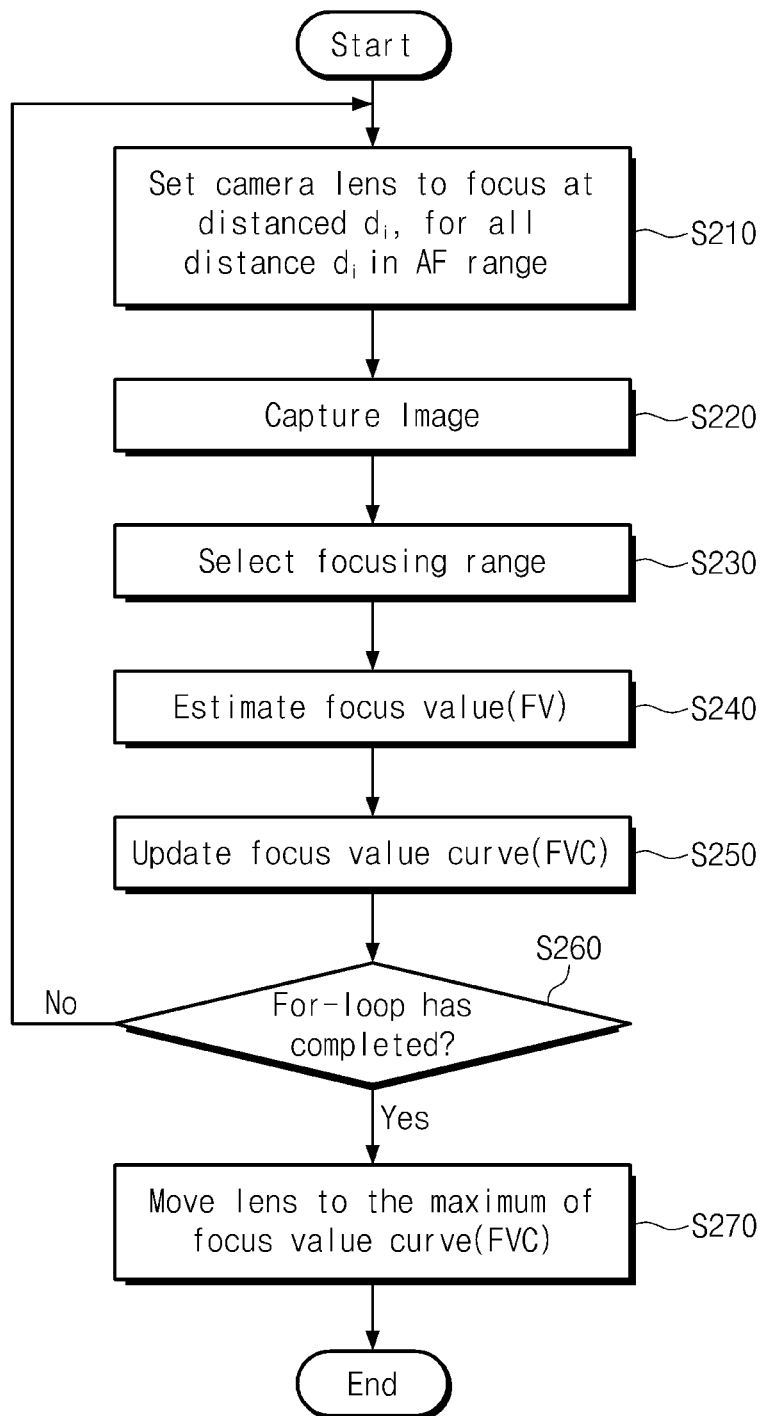 Start
Set camera lens to focus at
distanced dᵢ, for all
distance dᵢ in AF range
S210
Capture Image
S220
Select focusing range
S230
Estimate focus value(FV)
S240
Update focus value curve(FVC)
S250
S260
For-loop has
completed?
No
Yes
Move lens to the maximum of
focus value curve(FVC)
S270
End